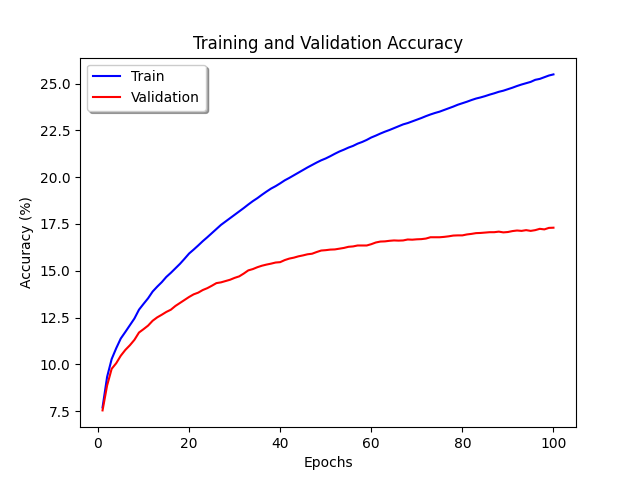 Training and Validation Accuracy
Train
Validation
25.0
22.5
20.0
17.5
15.0
12.5
10.0
7.5
Accuracy (%)
0 20 40 60 80 100
Epochs